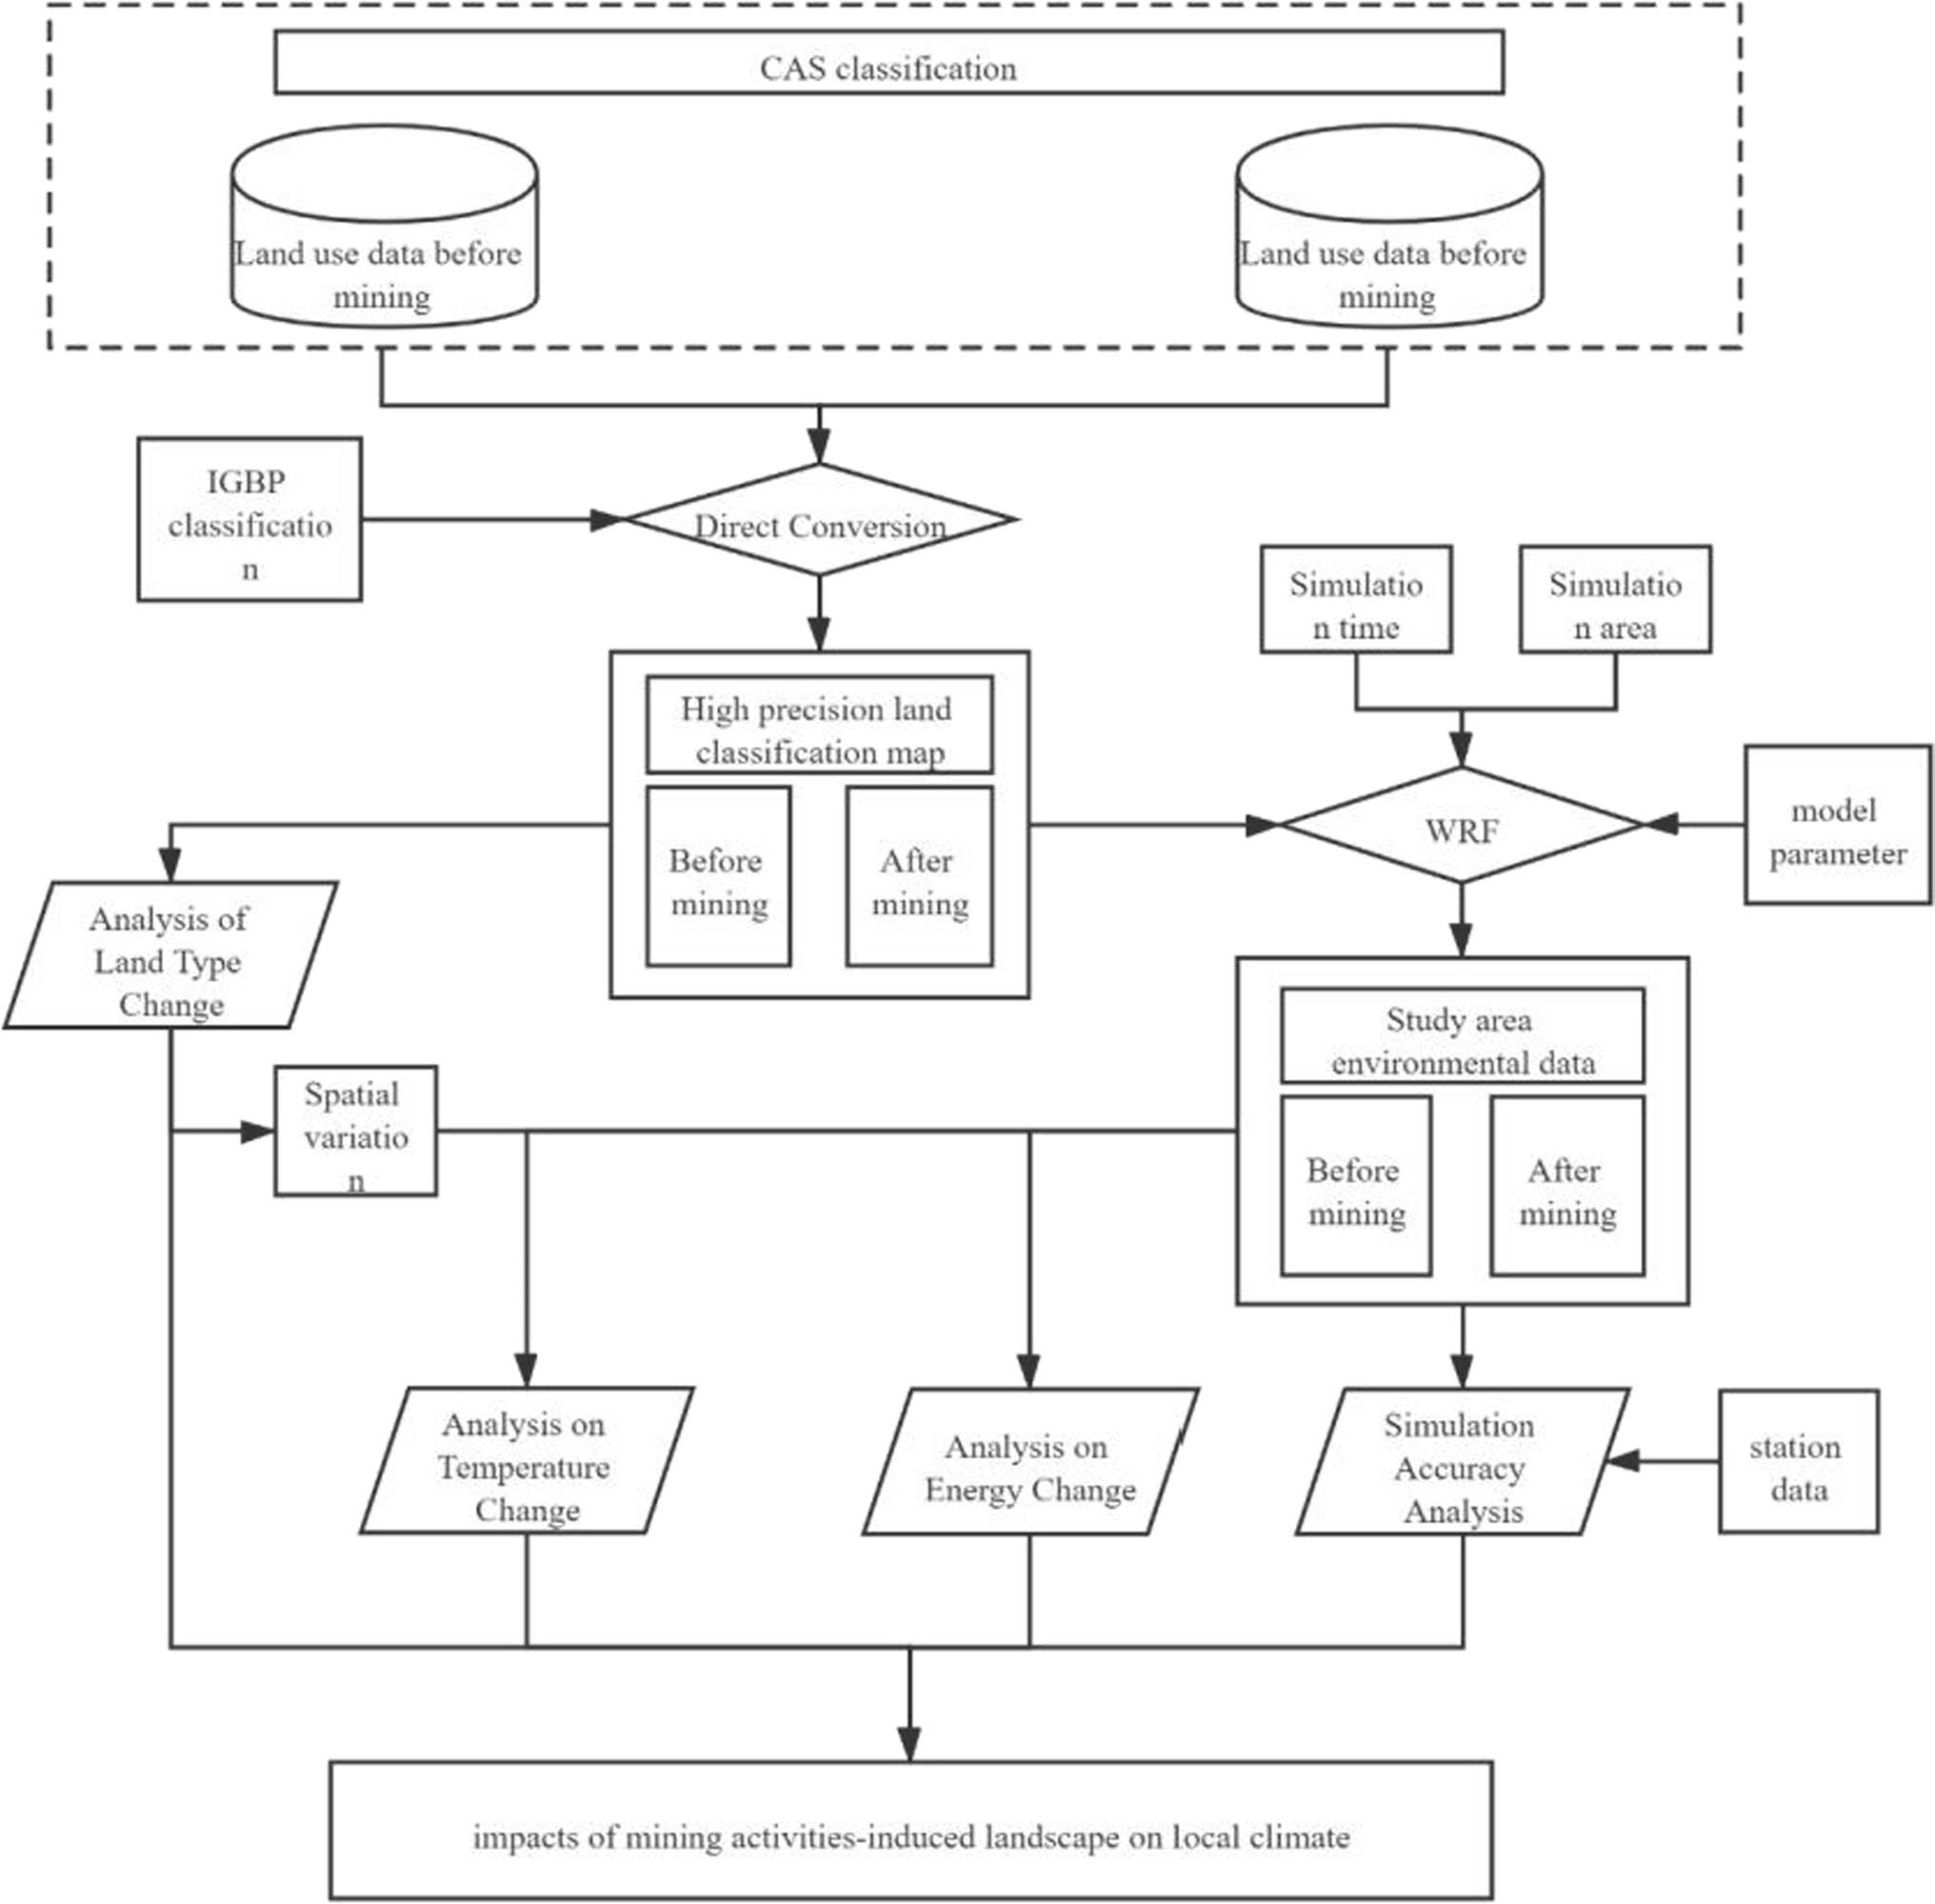 CAS classification
Land use data before
mining
Land use data before
mining
IGBP
classificatio
n
Direct Conversion
Simulatio
n time
Simulatio
n area
High precision land
classification map
Before
mining
After
mining
WRF
model
parameter
Analysis of
Land Type
Change
Study area
environmental data
Before
mining
After
mining
Spatial
variatio
n
Analysis on
Temperature
Change
Analysis on
Energy Change
Simulation
Accuracy
Analysis
station
data
impacts of mining activities-induced landscape on local climate